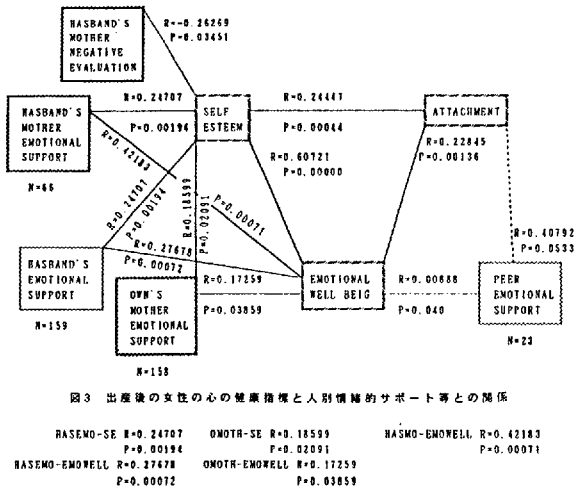 HASBAND'S
MOTHER
NEGATIVE
EVALUATION
R=-0.26269
P=0.03451
HASBAND'S
MOTHER
EMOTIONAL
SUPPORT
N=66
R=0.24707
P=0.00194
SELF
ESTEEM
R=0.24447
P=0.00044
ATTACHMENT
R=0.42183
P=0.00071
R=0.60721
P=0.00000
R=0.22845
P=0.00136
R=0.24707
P=0.00194
R=0.18599
P=0.02091
R=0.40792
P=0.0533
HASBAND'S
EMOTIONAL
SUPPORT
N=159
R=0.27678
P=0.00072
OWN'S
MOTHER
EMOTIONAL
SUPPORT
N=158
R=0.17259
P=0.03859
EMOTIONAL
WELL BEIG
R=0.00888
P=0.040
PEER
EMOTIONAL
SUPPORT
N=23
図3 出産後の女性の心の健康指標と人別情緒的サポート等との関係
HASEMO-SE R=0.24707 OMOTH-SE R=0.18599 HASMO-EMOWELL R=0.42183
P=0.00194 P=0.02091 P=0.00071
HASEMO-EMOWELL R=0.27678 OMOTH-EMOWELL R=0.17259
P=0.00072 P=0.03859